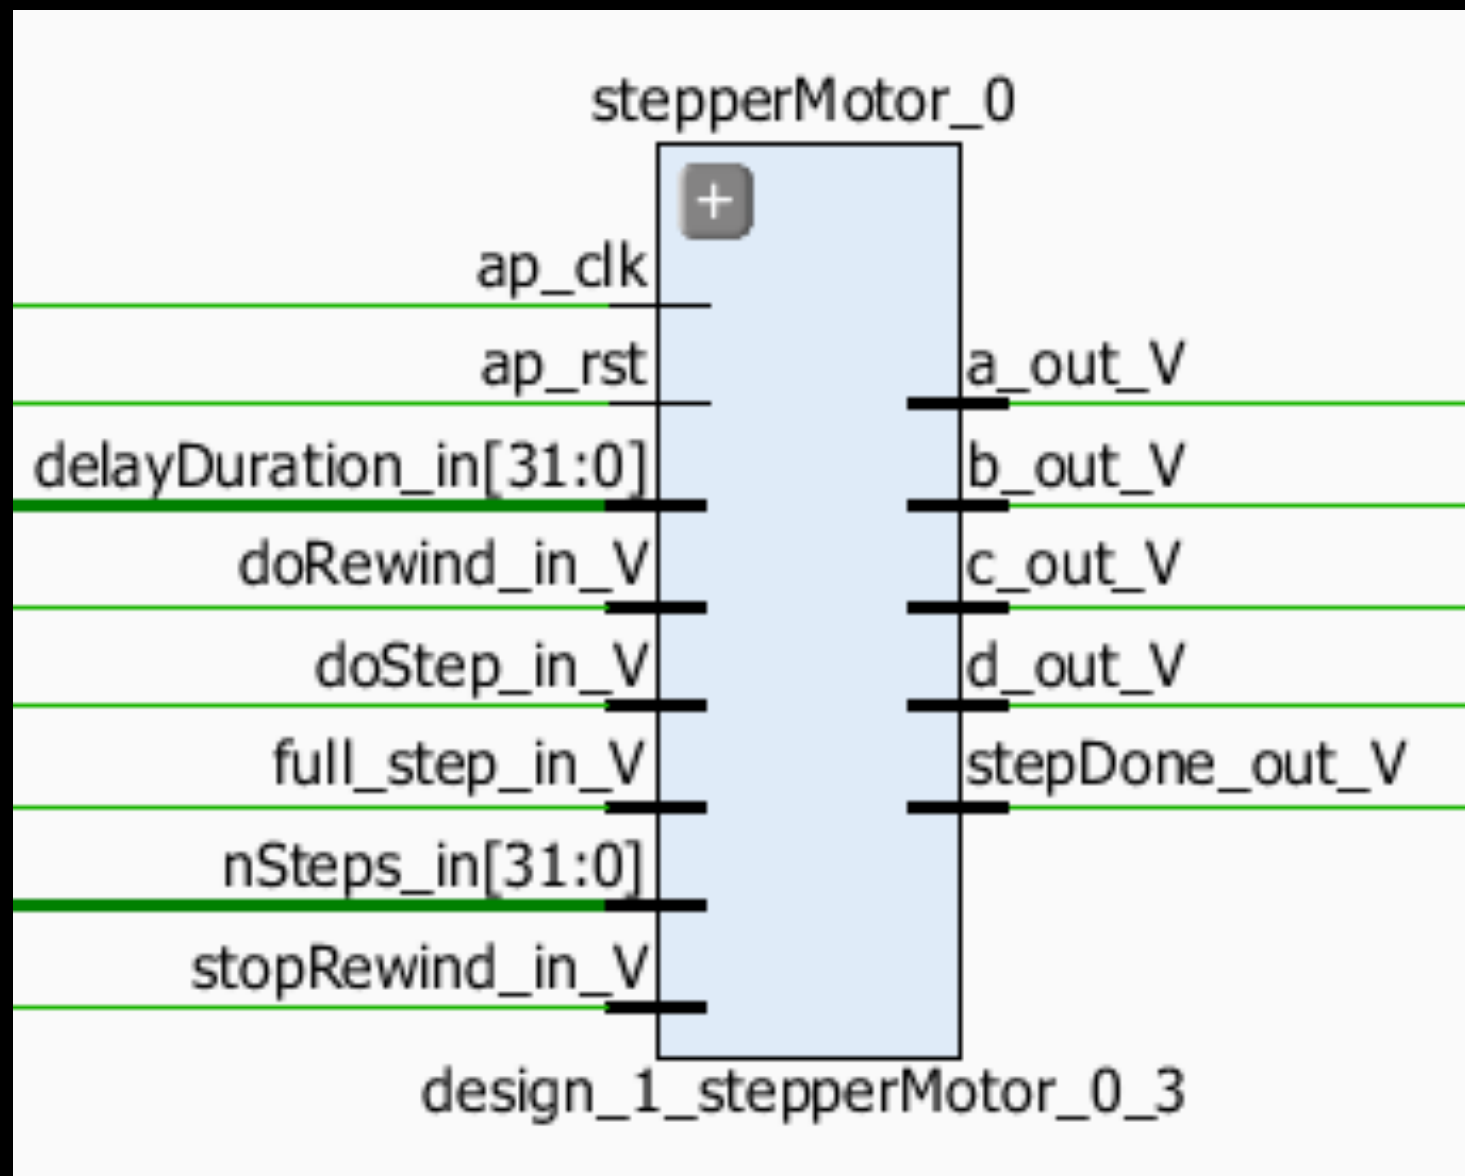 stepperMotor_0
+
ap_clk
ap_rst
a_out_V
delayDuration_in[31:0]
b_out_V
doRewind_in_V
c_out_V
doStep_in_V
d_out_V
full_step_in_V
stepDone_out_V
nSteps_in[31:0]
stopRewind_in_V
design_1_stepperMotor_0_3